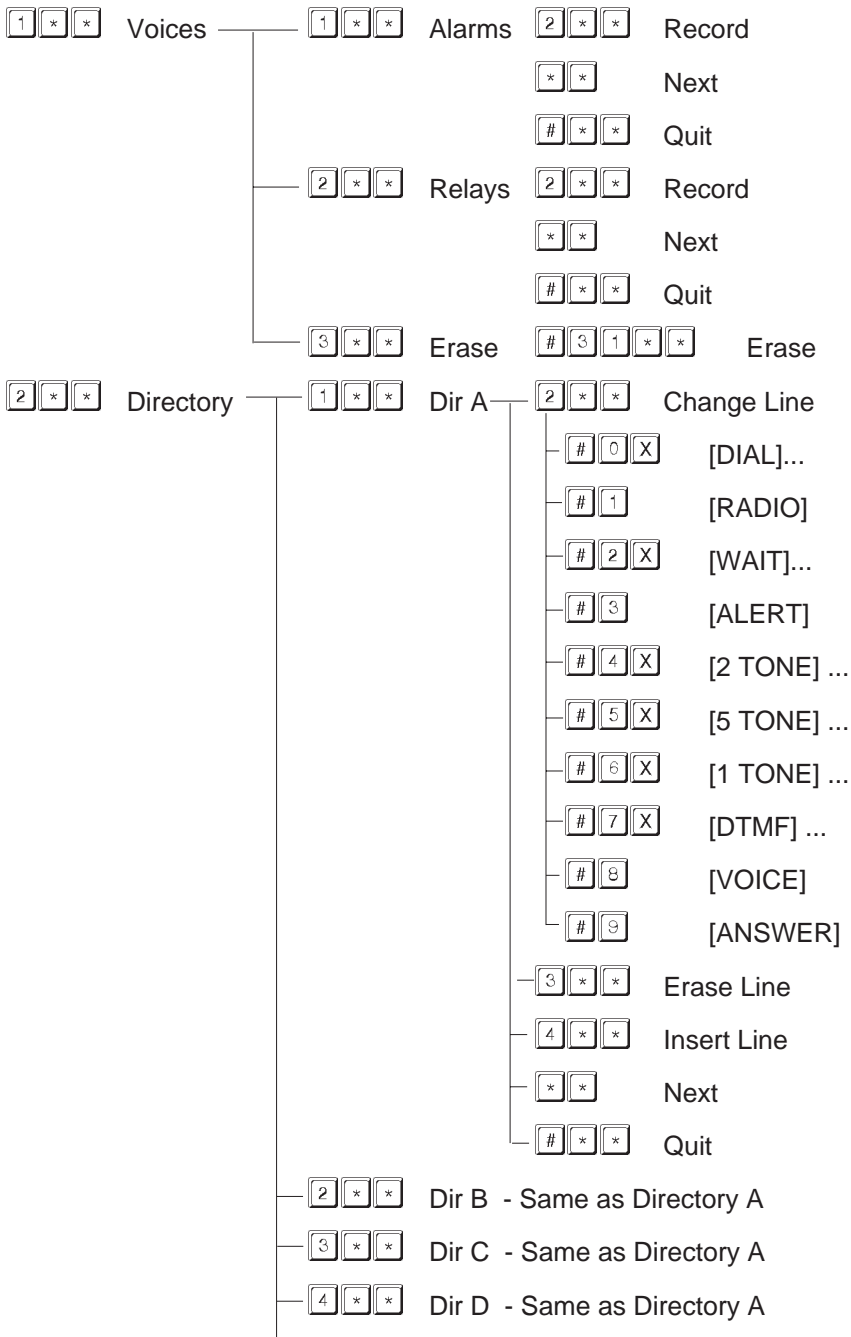 1 * * Voices 1 * * Alarms 2 * * Record
* * Next
# * * Quit
2 * * Relays 2 * * Record
* * Next
# * * Quit
3 * * Erase # 3 1 * * Erase
2 * * Directory 1 * * Dir A 2 * * Change Line
# 0 X [DIAL]...
# 1 [RADIO]
# 2 X [WAIT]...
# 3 [ALERT]
# 4 X [2 TONE] ...
# 5 X [5 TONE] ...
# 6 X [1 TONE] ...
# 7 X [DTMF] ...
# 8 [VOICE]
# 9 [ANSWER]
3 * * Erase Line
4 * * Insert Line
* * Next
# * * Quit
2 * * Dir B - Same as Directory A
3 * * Dir C - Same as Directory A
4 * * Dir D - Same as Directory A